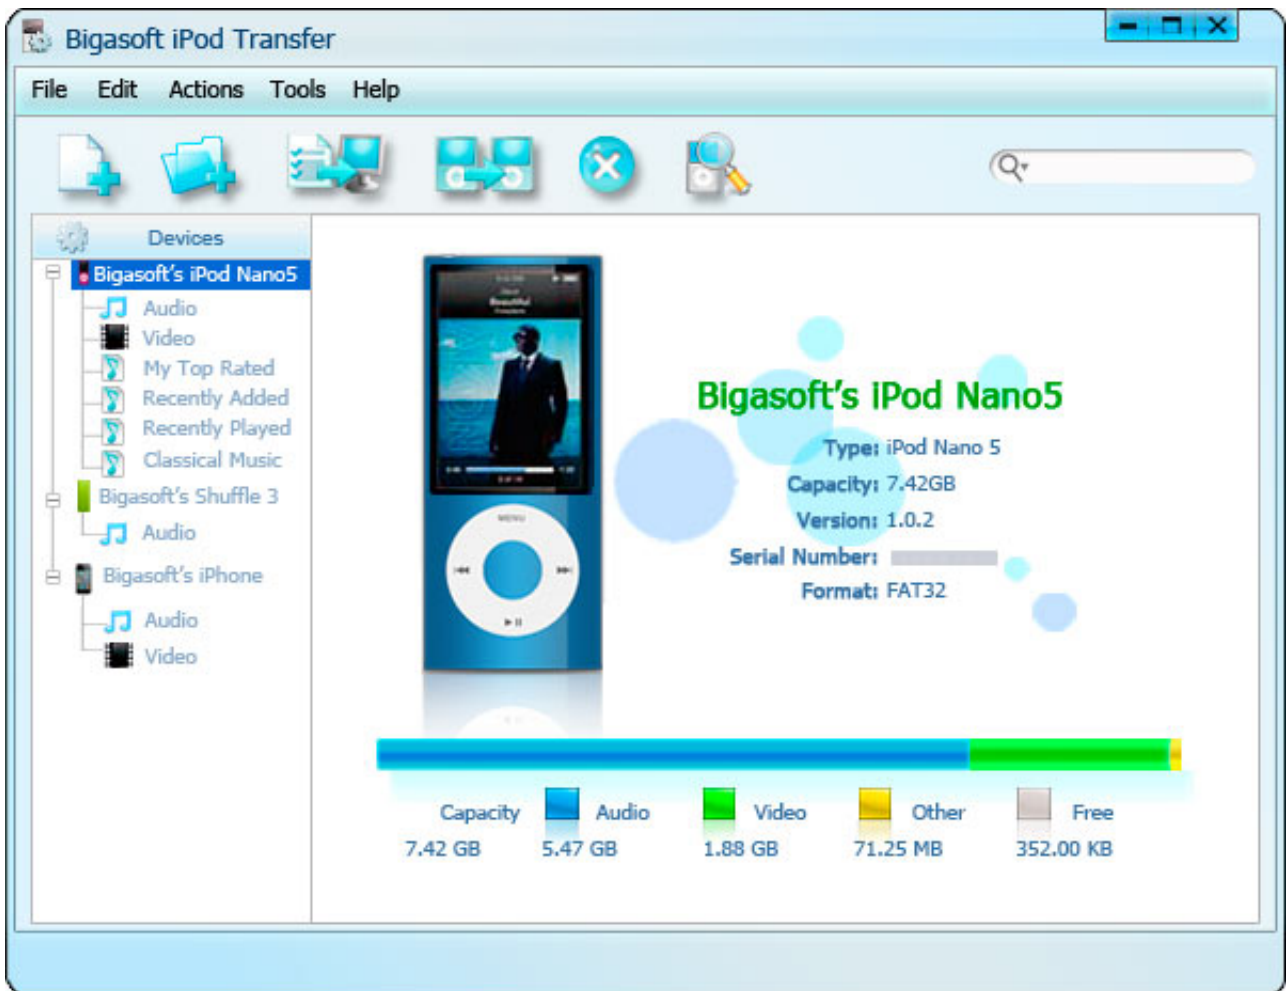 Bigasoft iPod Transfer
File Edit Actions Tools Help
Devices
Bigasoft's iPod Nano5
Audio
Video
My Top Rated
Recently Added
Recently Played
Classical Music
Bigasoft's Shuffle 3
Audio
Bigasoft's iPhone
Audio
Video
Beautiful
MENU
Bigasoft's iPod Nano5
Type: iPod Nano 5
Capacity: 7.42GB
Version: 1.0.2
Serial Number:
Format: FAT32
Capacity Audio Video Other Free
7.42 GB 5.47 GB 1.88 GB 71.25 MB 352.00 KB